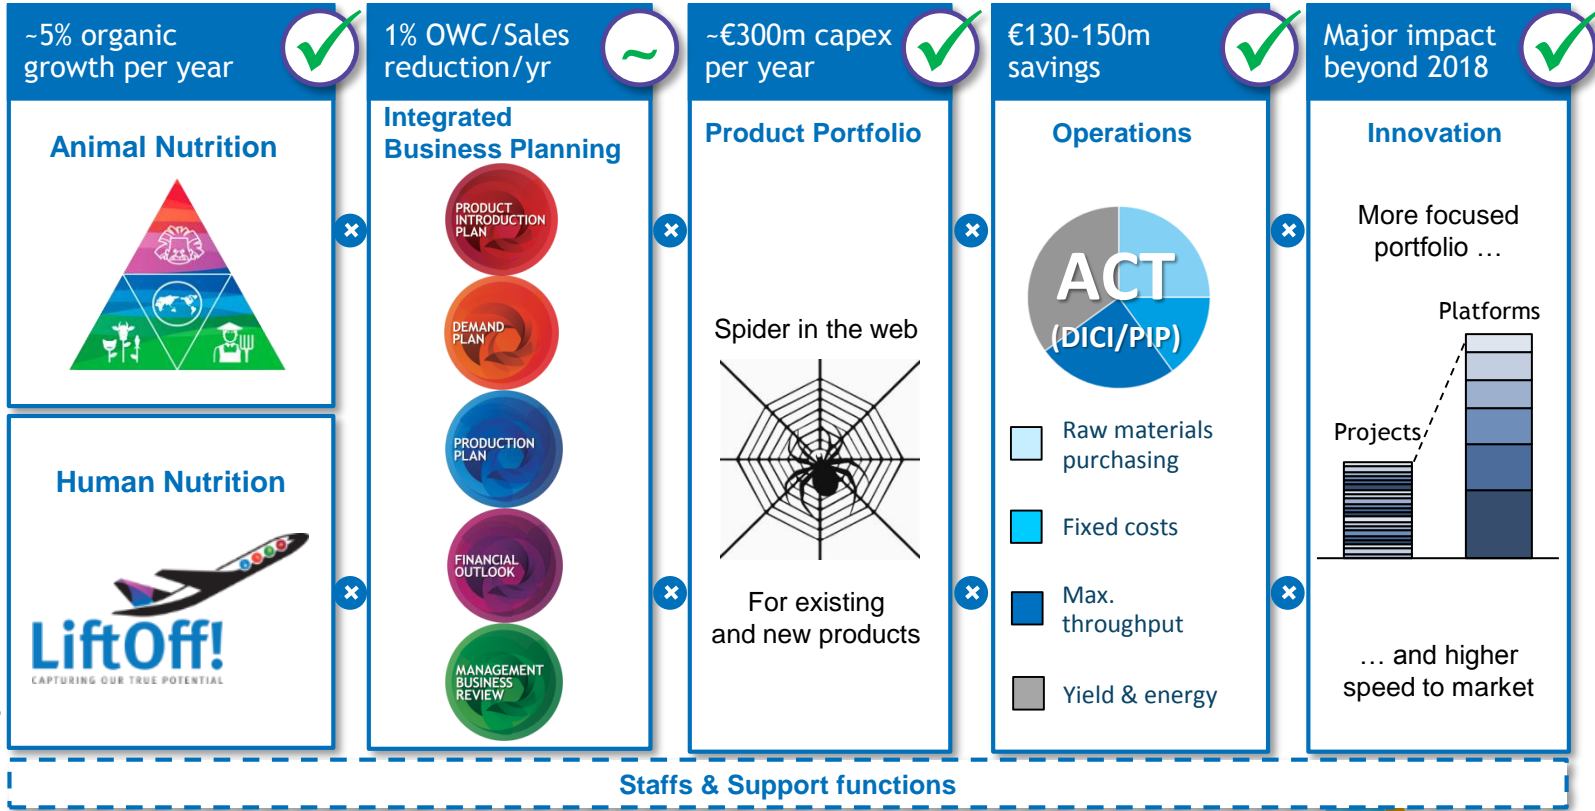 ~5% organic
growth per year
1% OWC/Sales
reduction/yr
~
~€300m capex
per year
€130-150m
savings
Major impact
beyond 2018
Animal Nutrition
Human Nutrition
LiftOff!
CAPTURING OUR TRUE POTENTIAL
Integrated
Business Planning
PRODUCT
INTRODUCTION
PLAN
DEMAND
PLAN
PRODUCTION
PLAN
FINANCIAL
OUTLOOK
MANAGEMENT
BUSINESS
REVIEW
Product Portfolio
Spider in the web
For existing
and new products
Operations
ACT
(DICI/PIP)
Raw materials
purchasing
Fixed costs
Max.
throughput
Yield & energy
Innovation
More focused
portfolio …
Platforms
Projects
… and higher
speed to market
Staffs & Support functions